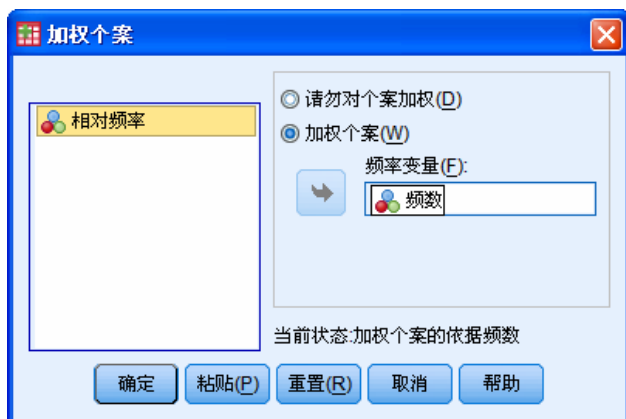 加权个案
相对频率
请勿对个案加权(D)
加权个案(W)
频率变量(F):
频数
当前状态:加权个案的依据频数
确定 粘贴(P) 重置(R) 取消 帮助